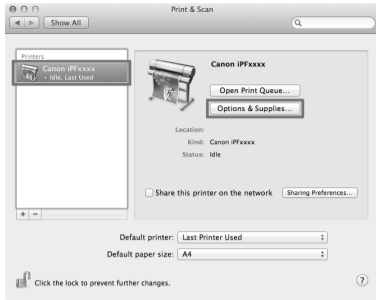 Print & Scan
Show All
Printers
Canon iPFxxxx
• Idle, Last Used
Canon iPFxxxx
Open Print Queue...
Options & Supplies...
Location:
Kind: Canon iPFxxxx
Status: Idle
Share this printer on the network
Sharing Preferences...
+ −
Default printer: Last Printer Used
Default paper size: A4
Click the lock to prevent further changes.
?